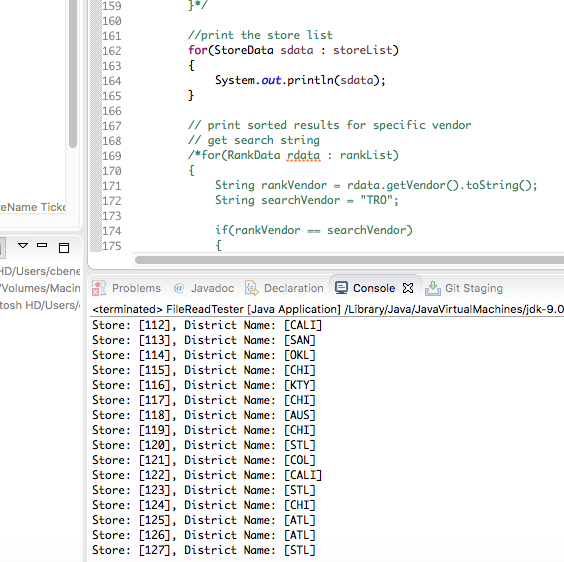 159 }*/
160
161 //print the store list
162 for(StoreData sdata : storeList)
163 {
164 System.out.println(sdata);
165 }
166
167 // print sorted results for specific vendor
168 // get search string
169 /*for(RankData rdata : rankList)
170 {
171 String rankVendor = rdata.getVendor().toString();
172 String searchVendor = "TRO";
173
174 if(rankVendor == searchVendor)
175 {
eName Ticke
HD/Users/cbene
/Volumes/Macin
tosh HD/Users/
Problems @ Javadoc Declaration Console Git Staging
<terminated> FileReadTester [Java Application] /Library/Java/JavaVirtualMachines/jdk-9.0
Store: [112], District Name: [CALI]
Store: [113], District Name: [SAN]
Store: [114], District Name: [OKL]
Store: [115], District Name: [CHI]
Store: [116], District Name: [KTY]
Store: [117], District Name: [CHI]
Store: [118], District Name: [AUS]
Store: [119], District Name: [CHI]
Store: [120], District Name: [STL]
Store: [121], District Name: [COL]
Store: [122], District Name: [CALI]
Store: [123], District Name: [STL]
Store: [124], District Name: [CHI]
Store: [125], District Name: [ATL]
Store: [126], District Name: [ATL]
Store: [127], District Name: [STL]